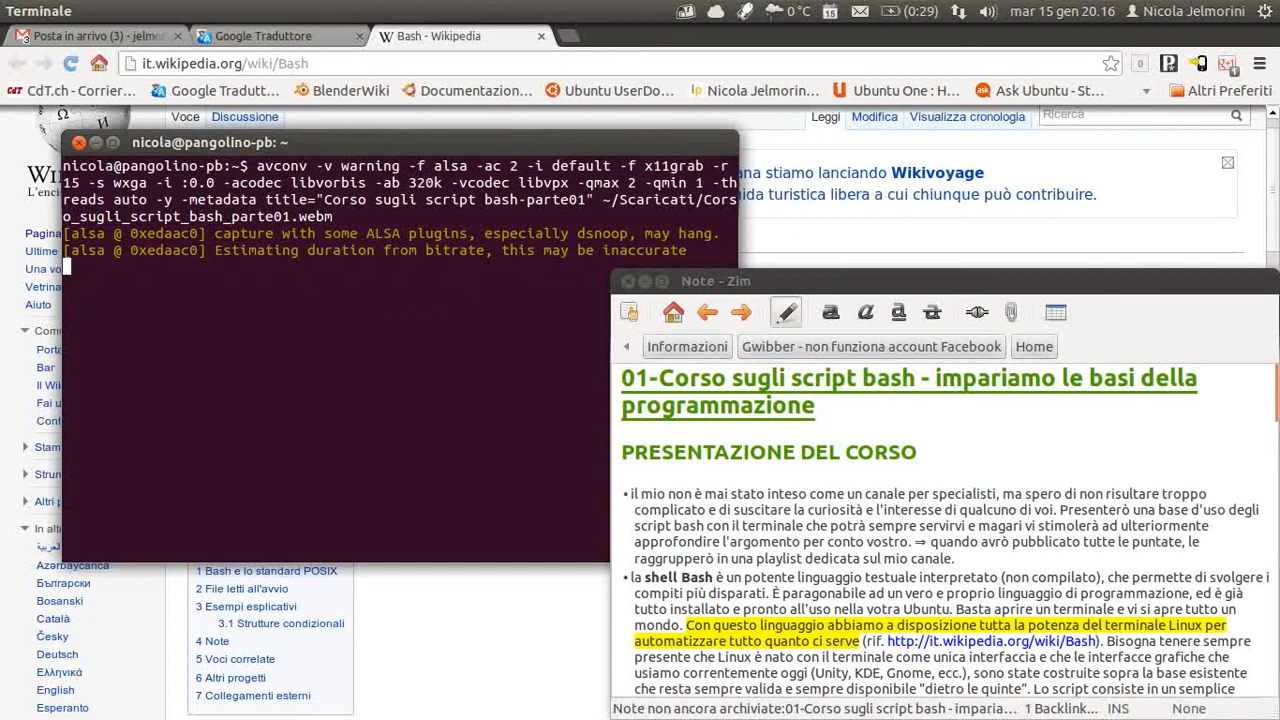 Terminale
0 °C
15
(0:29)
mar 15 gen 20.16
Nicola Jelmorini
Posta in arrivo (3) - jelmo
Google Traduttore
Bash - Wikipedia
it.wikipedia.org/wiki/Bash
0
CdT.ch - Corrier...
Google Tradutt...
BlenderWiki
Documentazion...
Ubuntu UserDo...
Nicola Jelmorin...
Ubuntu One : H...
Ask Ubuntu - St...
Altri Preferiti
Voce
Discussione
Leggi
Modifica
Visualizza cronologia
Ricerca
nicola@pangolino-pb: ~
nicola@pangolino-pb:~$ avconv -v warning -f alsa -ac 2 -i default -f x11grab -r
15 -s wxga -i :0.0 -acodec libvorbis -ab 320k -vcodec libvpx -qmax 2 -qmin 1 -th
reads auto -y -metadata title="Corso sugli script bash-parte01" ~/Scaricati/Cors
o_sugli_script_bash_parte01.webm
[alsa @ 0xedaac0] capture with some ALSA plugins, especially dsnoop, may hang.
[alsa @ 0xedaac0] Estimating duration from bitrate, this may be inaccurate
na stiamo lanciando Wikivoyage
uida turistica libera a cui chiunque può contribuire.
L'enci
Pagina
Ultime
Una vo
Vetrina
Aiuto
Comu
Porta
Bar
Il Wik
Fai u
Cont
Stam
Strun
Altri p
In altr
العربية
Azərbaycanca
Български
Bosanski
Català
Česky
Deutsch
Ελληνικά
English
Esperanto
1 Bash e lo standard POSIX
2 File letti all'avvio
3 Esempi esplicativi
3.1 Strutture condizionali
4 Note
5 Voci correlate
6 Altri progetti
7 Collegamenti esterni
Note - Zim
Informazioni
Gwibber - non funziona account Facebook
Home
01-Corso sugli script bash - impariamo le basi della
programmazione
PRESENTAZIONE DEL CORSO
• il mio non è mai stato inteso come un canale per specialisti, ma spero di non risultare troppo
complicato e di suscitare la curiosità e l'interesse di qualcuno di voi. Presenterò una base d'uso degli
script bash con il terminale che potrà sempre servirvi e magari vi stimolerà ad ulteriormente
approfondire l'argomento per conto vostro. ⇒ quando avrò pubblicato tutte le puntate, le
raggrupperò in una playlist dedicata sul mio canale.
• la shell Bash è un potente linguaggio testuale interpretato (non compilato), che permette di svolgere i
compiti più disparati. È paragonabile ad un vero e proprio linguaggio di programmazione, ed è già
tutto installato e pronto all'uso nella votra Ubuntu. Basta aprire un terminale e vi si apre tutto un
mondo. Con questo linguaggio abbiamo a disposizione tutta la potenza del terminale Linux per
automatizzare tutto quanto ci serve (rif. http://it.wikipedia.org/wiki/Bash). Bisogna tenere sempre
presente che Linux è nato con il terminale come unica interfaccia e che le interfacce grafiche che
usiamo correntemente oggi (Unity, KDE, Gnome, ecc.), sono state costruite sopra la base esistente
che resta sempre valida e sempre disponibile "dietro le quinte". Lo script consiste in un semplice
Note non ancora archiviate:01-Corso sugli script bash - imparia...
1 Backlink...
INS
None